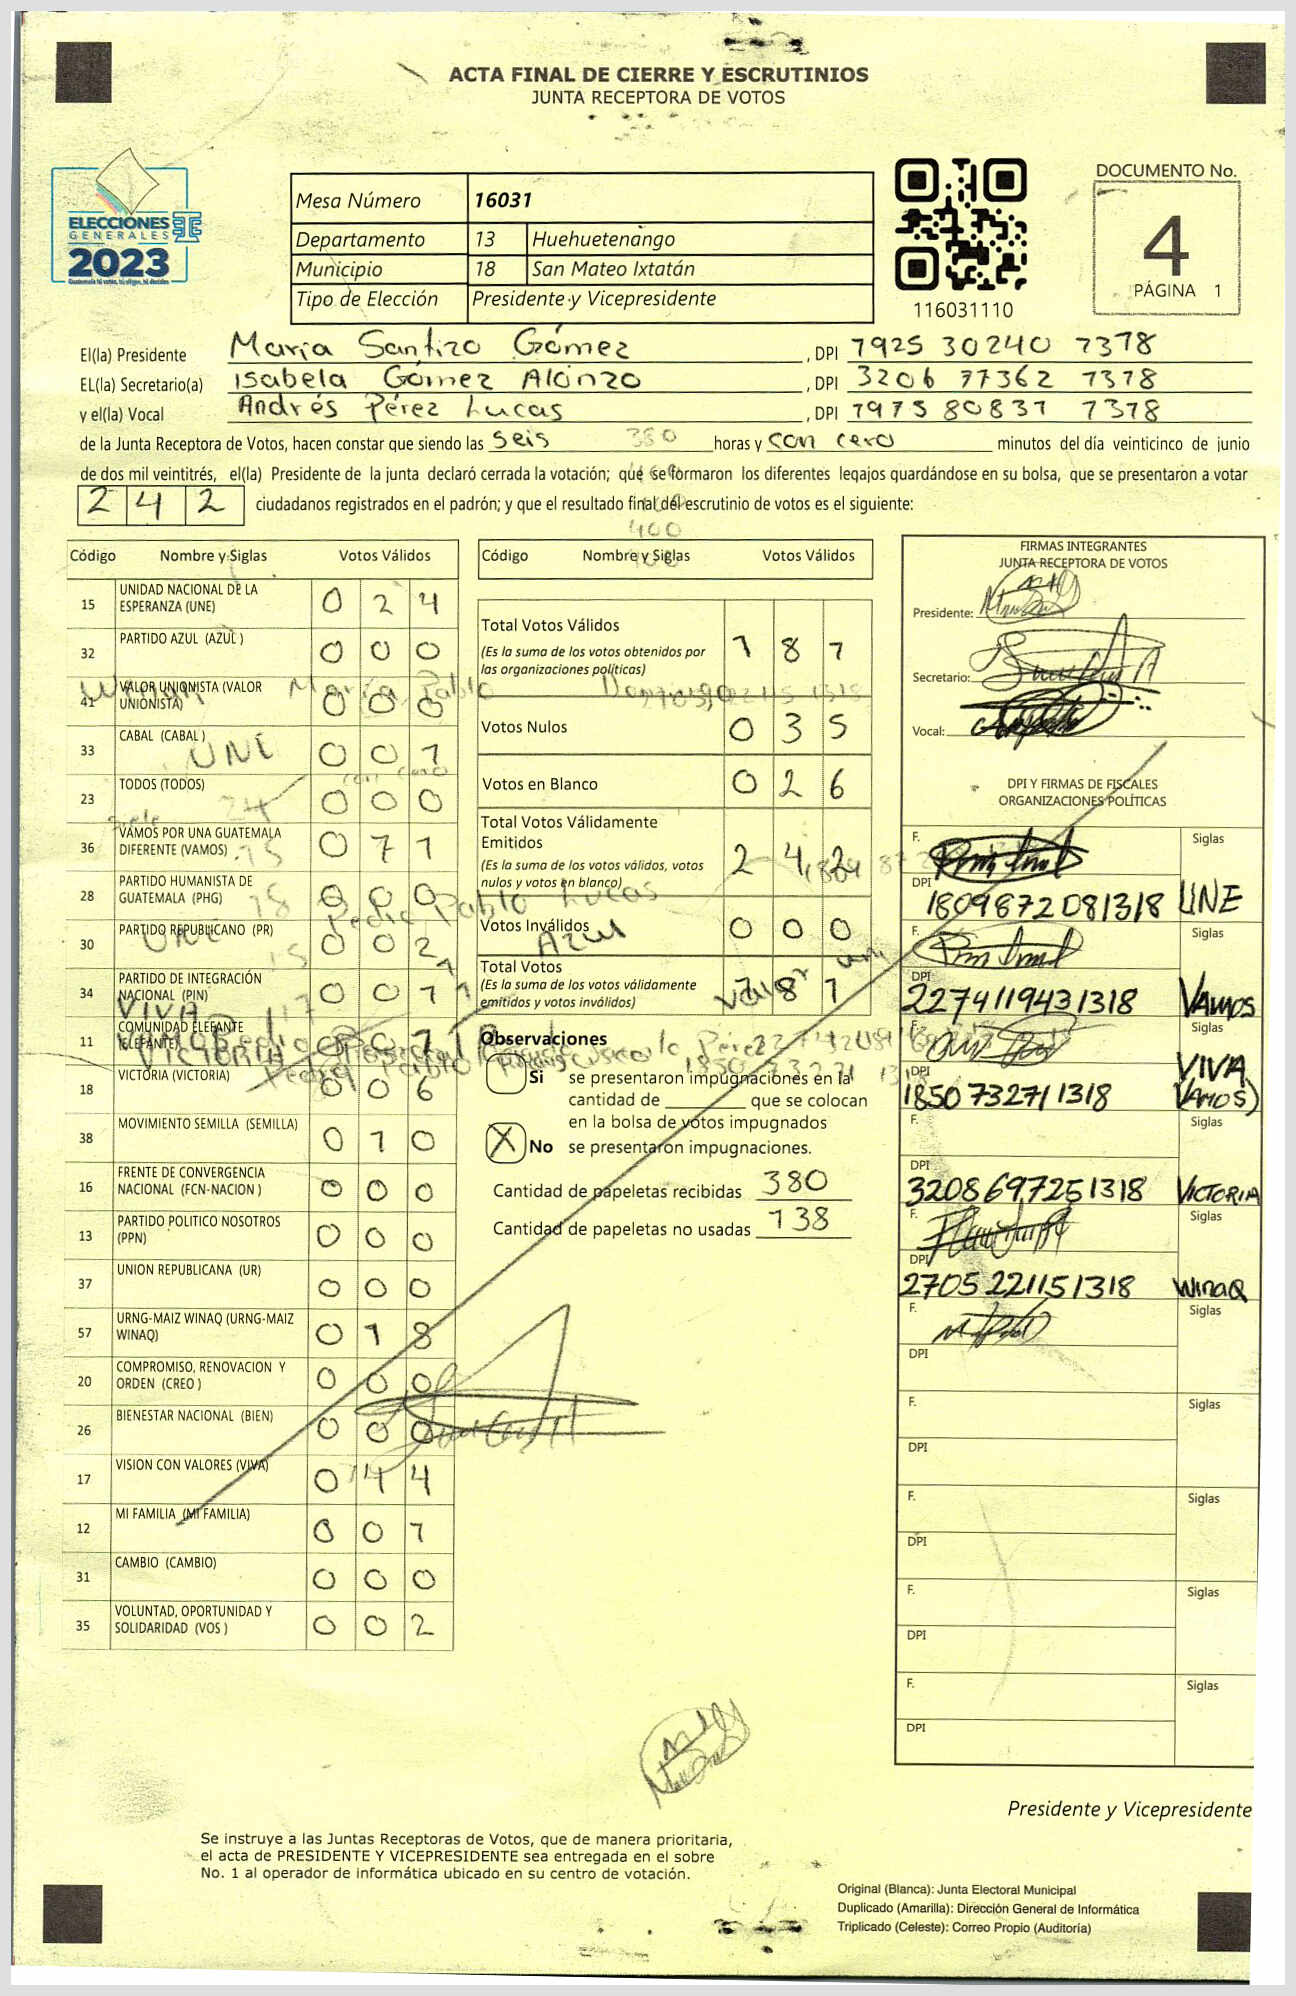 ACTA FINAL DE CIERRE Y ESCRUTINIOS
JUNTA RECEPTORA DE VOTOS
ELECCIONES
GENERALES
2023
Mesa Número 16031
Departamento 13 Huehuetenango
Municipio 18 San Mateo Ixtatán
Tipo de Elección Presidente y Vicepresidente
116031110
DOCUMENTO No.
4
PÁGINA 1
El(la) Presidente María Santizo Gómez , DPI 7925 30240 1318
EL(la) Secretario(a) Isabela Gómez Alonzo , DPI 3206 77362 1318
y el(la) Vocal Andrés Pérez Lucas , DPI 1975 80831 1318
de la Junta Receptora de Votos, hacen constar que siendo las seis horas y con cero minutos del día veinticinco de junio
de dos mil veintitrés, el(la) Presidente de la junta declaró cerrada la votación; que se formaron los diferentes legajos quardándose en su bolsa, que se presentaron a votar
242 ciudadanos registrados en el padrón; y que el resultado final del escrutinio de votos es el siguiente:
Código Nombre y Siglas Votos Válidos
15 UNIDAD NACIONAL DE LA ESPERANZA (UNE) 0 2 4
32 PARTIDO AZUL (AZUL ) 0 0 0
41 VALOR UNIONISTA (VALOR UNIONISTA) 0 0 0
33 CABAL (CABAL ) 0 0 1
23 TODOS (TODOS) 0 0 0
36 VAMOS POR UNA GUATEMALA DIFERENTE (VAMOS) 0 7 1
28 PARTIDO HUMANISTA DE GUATEMALA (PHG) 0 0 0
30 PARTIDO REPUBLICANO (PR) 0 0 2
34 PARTIDO DE INTEGRACIÓN NACIONAL (PIN) 0 0 1
11 COMUNIDAD ELEFANTE (ELEFANTE) 0 0 1
18 VICTORIA (VICTORIA) 0 0 6
38 MOVIMIENTO SEMILLA (SEMILLA) 0 1 0
16 FRENTE DE CONVERGENCIA NACIONAL (FCN-NACION ) 0 0 0
13 PARTIDO POLITICO NOSOTROS (PPN) 0 0 0
37 UNION REPUBLICANA (UR) 0 0 0
57 URNG-MAIZ WINAQ (URNG-MAIZ WINAQ) 0 1 8
20 COMPROMISO, RENOVACION Y ORDEN (CREO ) 0 0 0
26 BIENESTAR NACIONAL (BIEN) 0 0 0
17 VISION CON VALORES (VIVA) 0 4 4
12 MI FAMILIA (MI FAMILIA) 0 0 7
31 CAMBIO (CAMBIO) 0 0 0
35 VOLUNTAD, OPORTUNIDAD Y SOLIDARIDAD (VOS ) 0 0 2
Código Nombre y Siglas Votos Válidos
Total Votos Válidos 1 8 1
(Es la suma de los votos obtenidos por las organizaciones políticas)
Votos Nulos 0 3 5
Votos en Blanco 0 2 6
Total Votos Válidamente Emitidos 2 4 2
(Es la suma de los votos válidos, votos nulos y votos en blanco)
Votos Inválidos 0 0 0
Total Votos 1 8 1
(Es la suma de los votos válidamente emitidos y votos inválidos)
Observaciones
Si se presentaron impugnaciones en la
cantidad de ________ que se colocan
en la bolsa de votos impugnados
X No se presentaron impugnaciones.
Cantidad de papeletas recibidas 380
Cantidad de papeletas no usadas 138
FIRMAS INTEGRANTES
JUNTA RECEPTORA DE VOTOS
Presidente:
Secretario:
Vocal:
DPI Y FIRMAS DE FISCALES
ORGANIZACIONES POLÍTICAS
F. Siglas
DPI 1809872081318 UNE
F. Siglas
DPI 2274119431318 VAMOS
F. Siglas
DPI 1850732711318 VIVA
VAMOS)
F. Siglas
DPI 3208697251318 VICTORIA
F. Siglas
DPI 2705221151318 WINAQ
F. Siglas
DPI
F. Siglas
DPI
F. Siglas
DPI
F. Siglas
DPI
F. Siglas
DPI
Presidente y Vicepresidente
Se instruye a las Juntas Receptoras de Votos, que de manera prioritaria,
el acta de PRESIDENTE Y VICEPRESIDENTE sea entregada en el sobre
No. 1 al operador de informática ubicado en su centro de votación.
Original (Blanca): Junta Electoral Municipal
Duplicado (Amarilla): Dirección General de Informática
Triplicado (Celeste): Correo Propio (Auditoría)